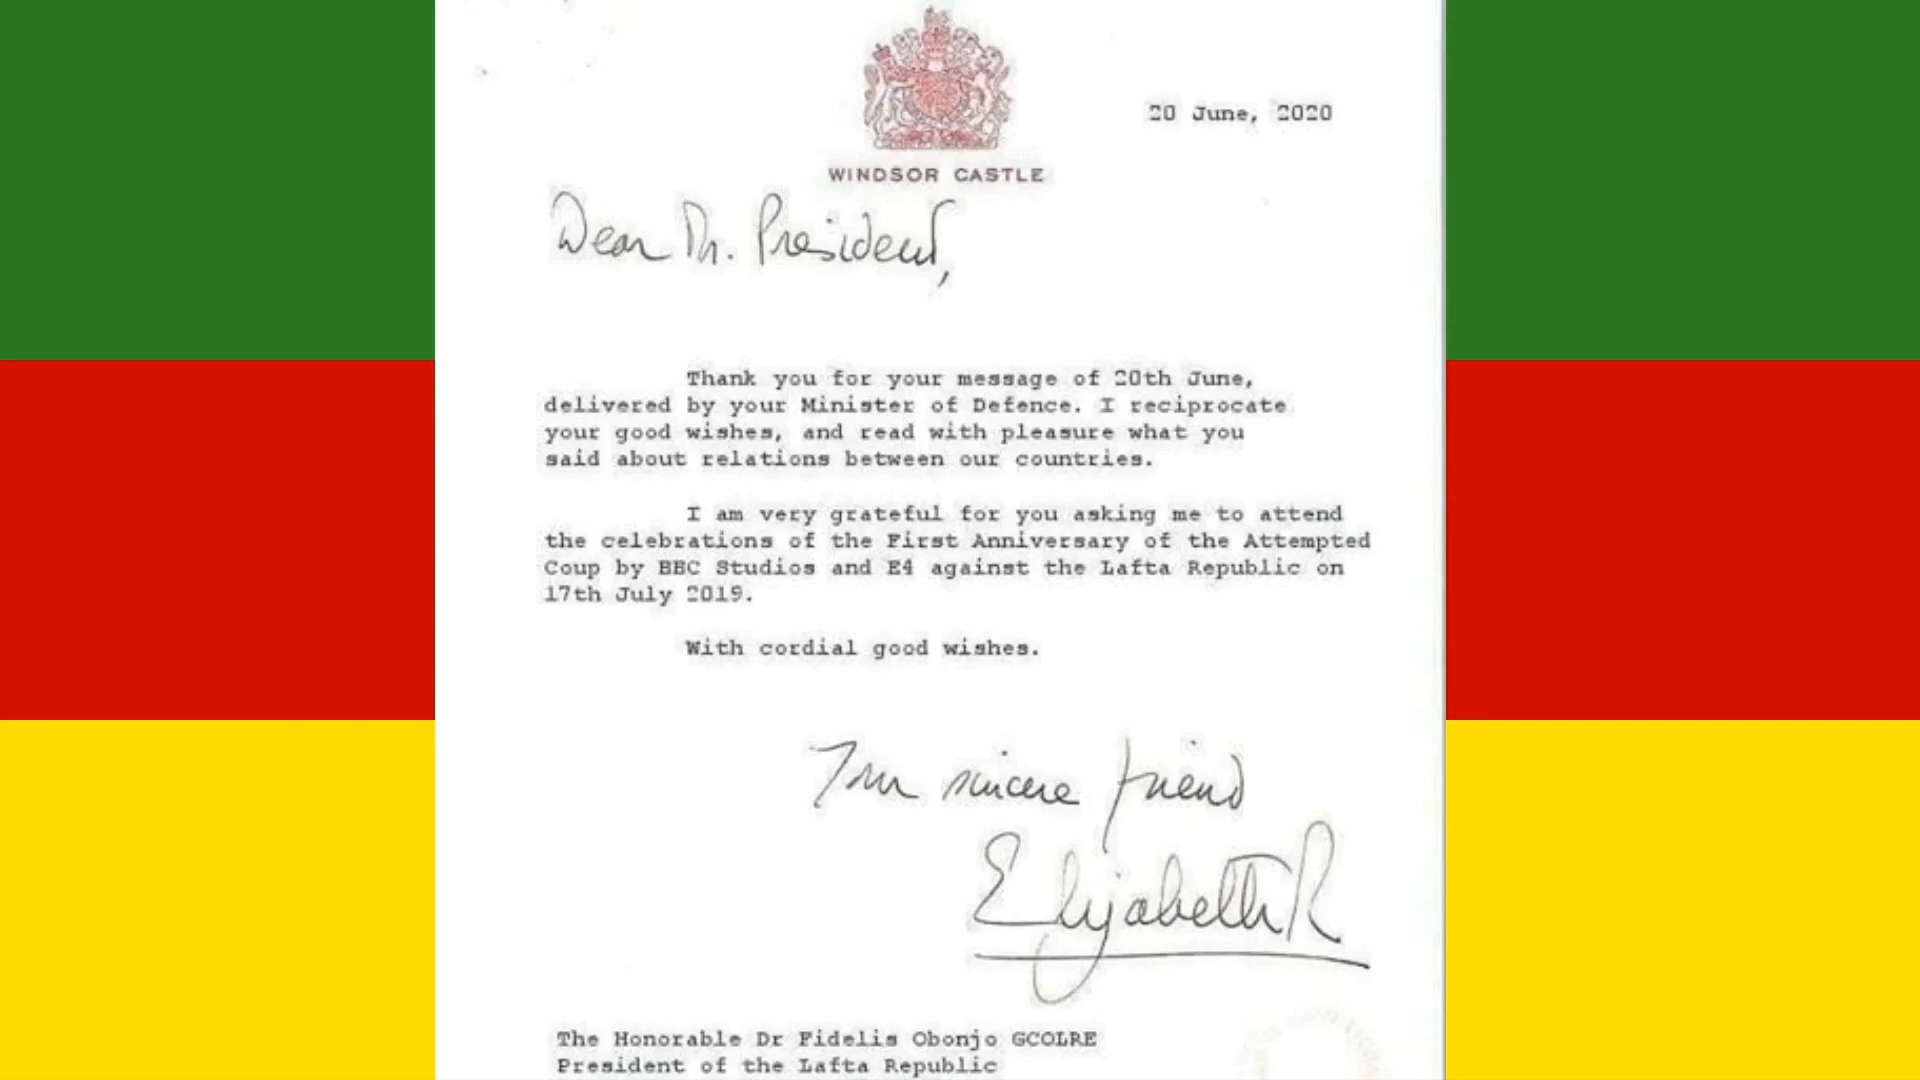 20 June, 2020
WINDSOR CASTLE
Dear Mr. President,
Thank you for your message of 20th June,
delivered by your Minister of Defence. I reciprocate
your good wishes, and read with pleasure what you
said about relations between our countries.
I am very grateful for you asking me to attend
the celebrations of the First Anniversary of the Attempted
Coup by BBC Studios and E4 against the Lafta Republic on
17th July 2019.
With cordial good wishes.
Your sincere friend
Elizabeth R
The Honorable Dr Fidelis Obonjo GCOLRE
President of the Lafta Republic